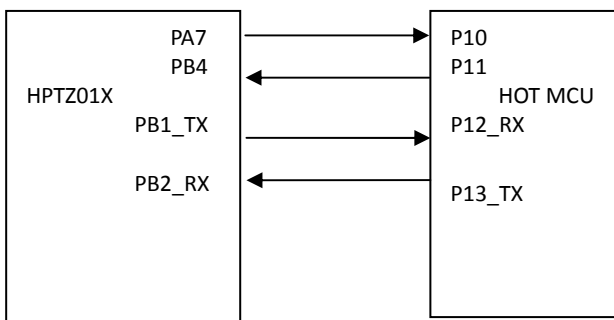 PA7
PB4
HPTZ01X
PB1_TX
PB2_RX
P10
P11
HOT MCU
P12_RX
P13_TX